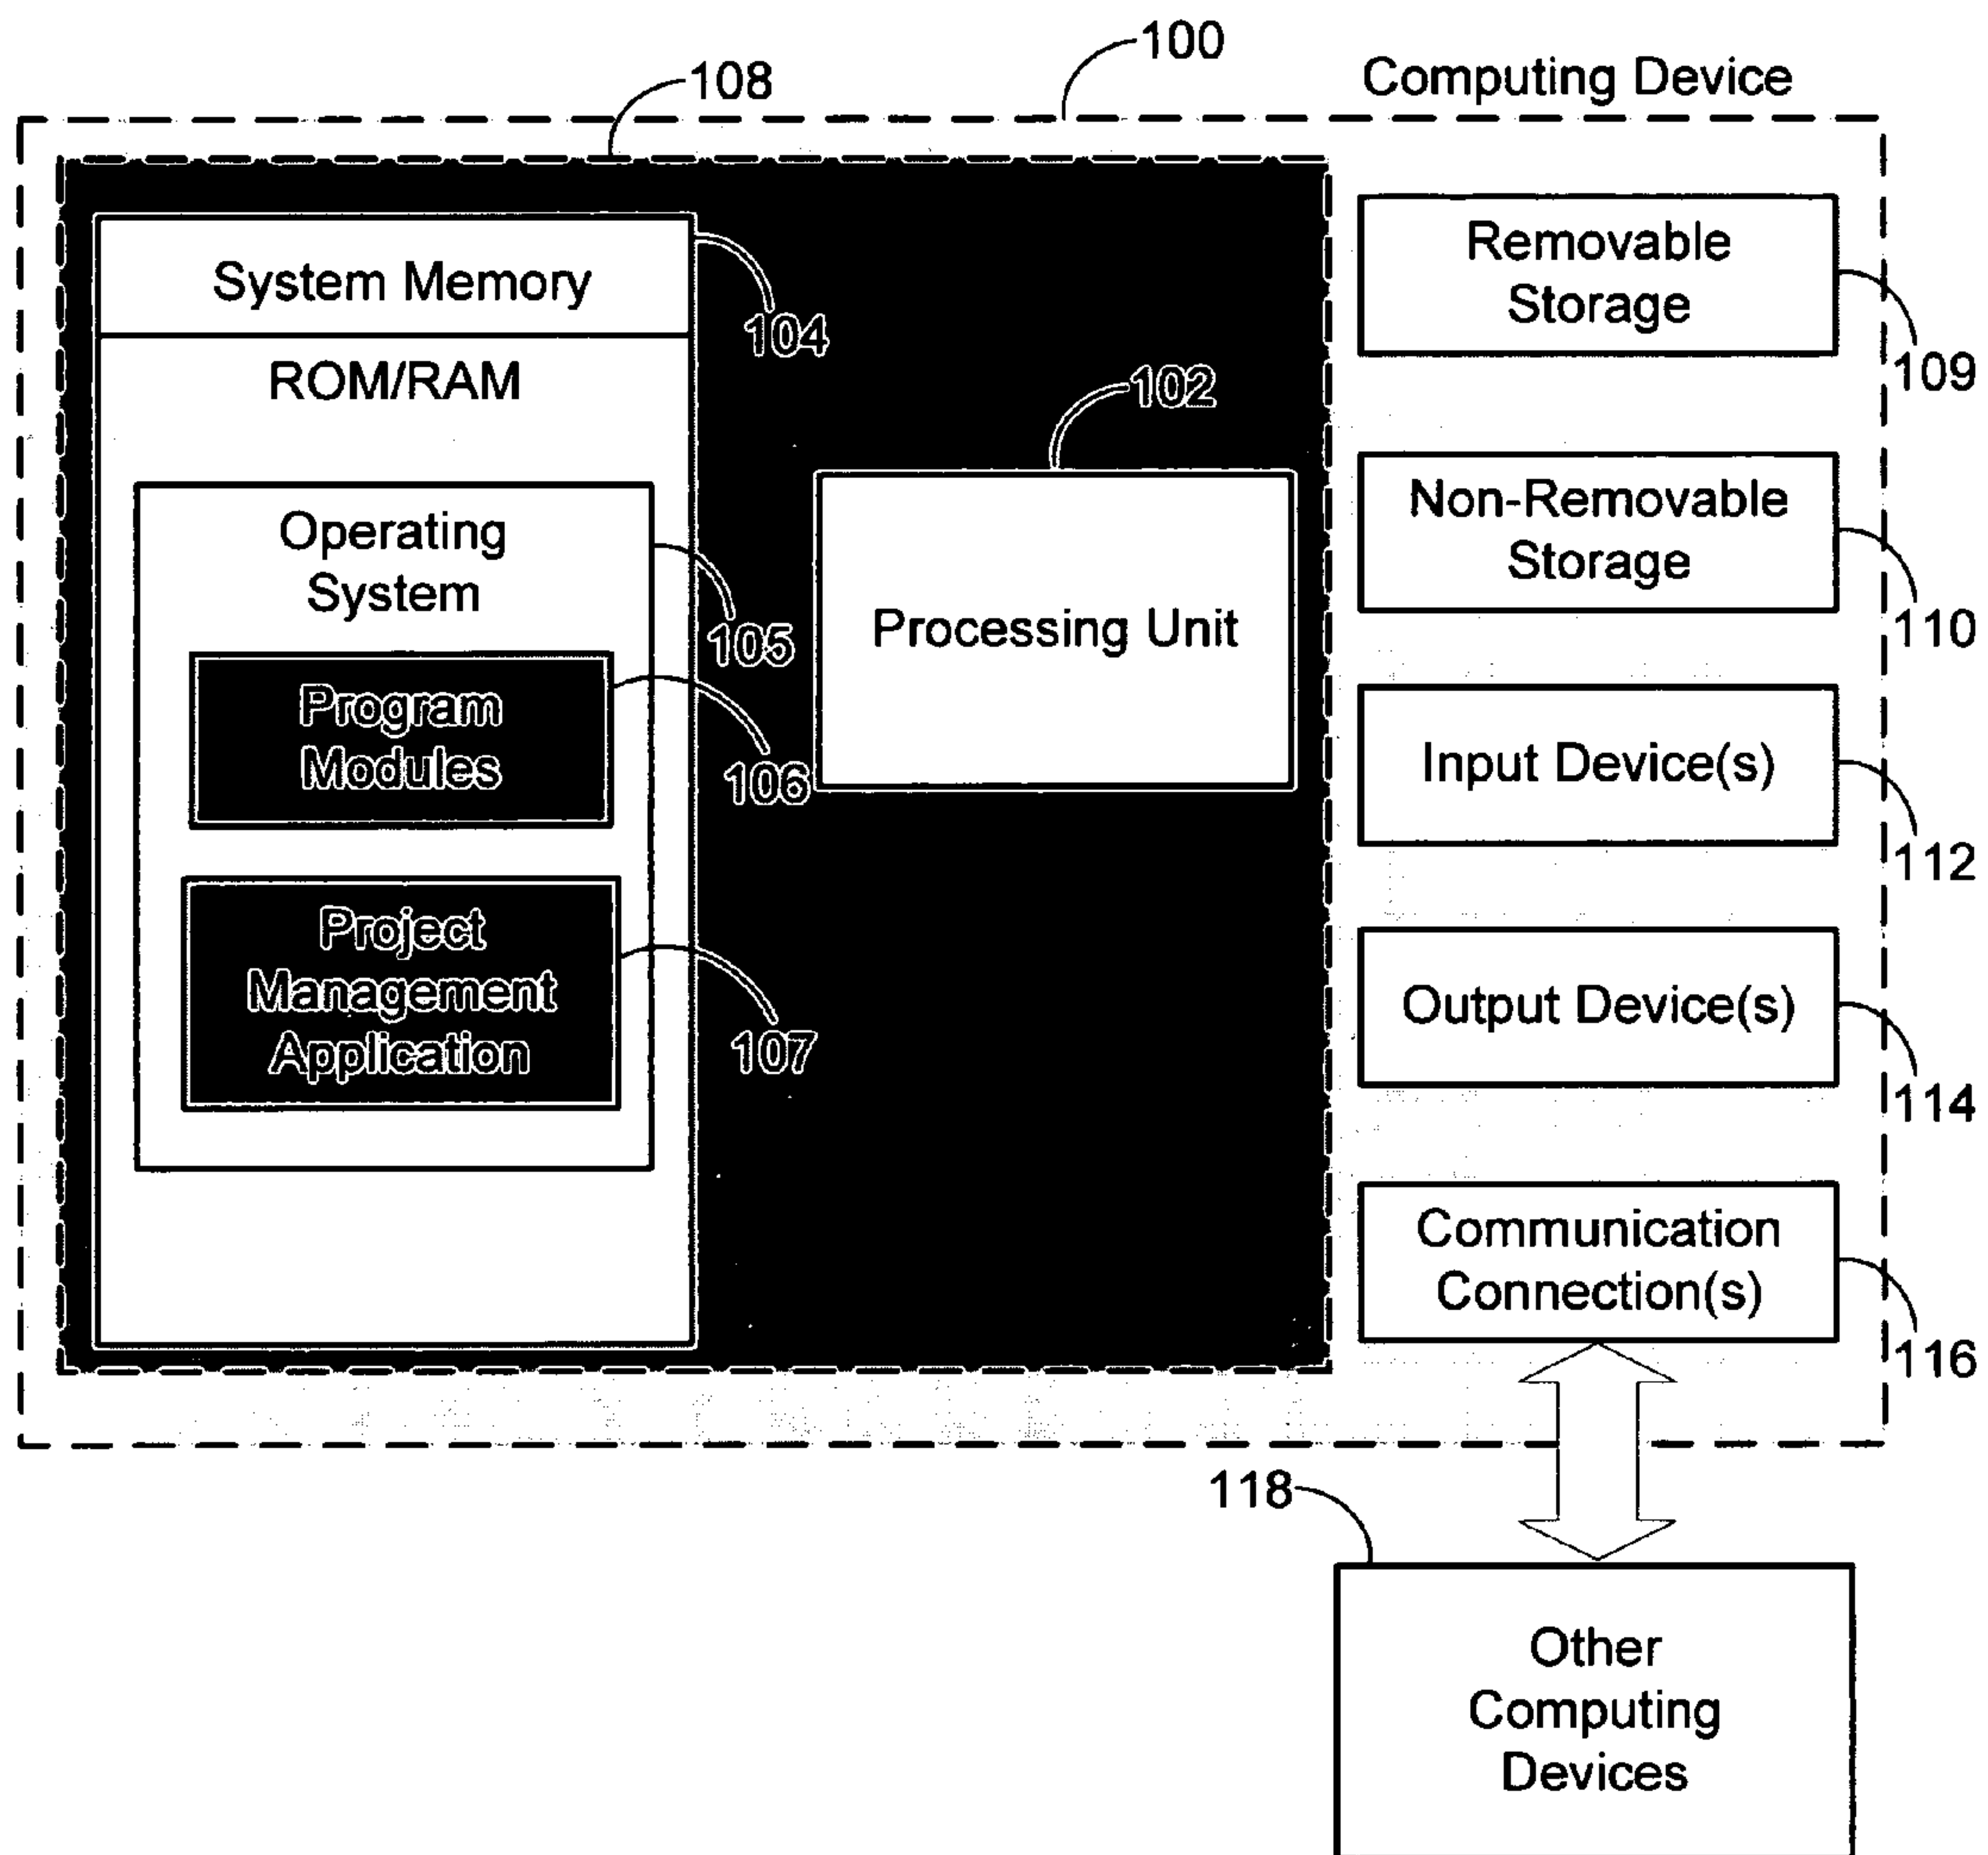 100
Computing Device
108
System Memory
104
ROM/RAM
Operating
System
105
Program
Modules
106
Project
Management
Application
107
102
Processing Unit
Removable
Storage
109
Non-Removable
Storage
110
Input Device(s)
112
Output Device(s)
114
Communication
Connection(s)
116
118
Other
Computing
Devices